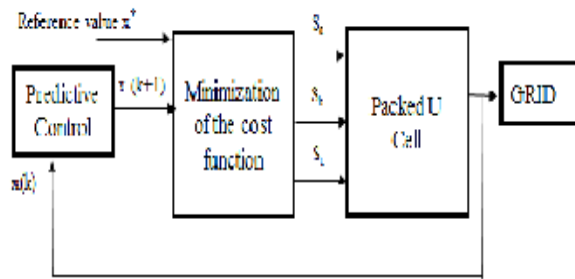 Reference value x*
Predictive
Control
x (k+1)
Minimization
of the cost
function
Packed U
Cell
GRID
x(k)